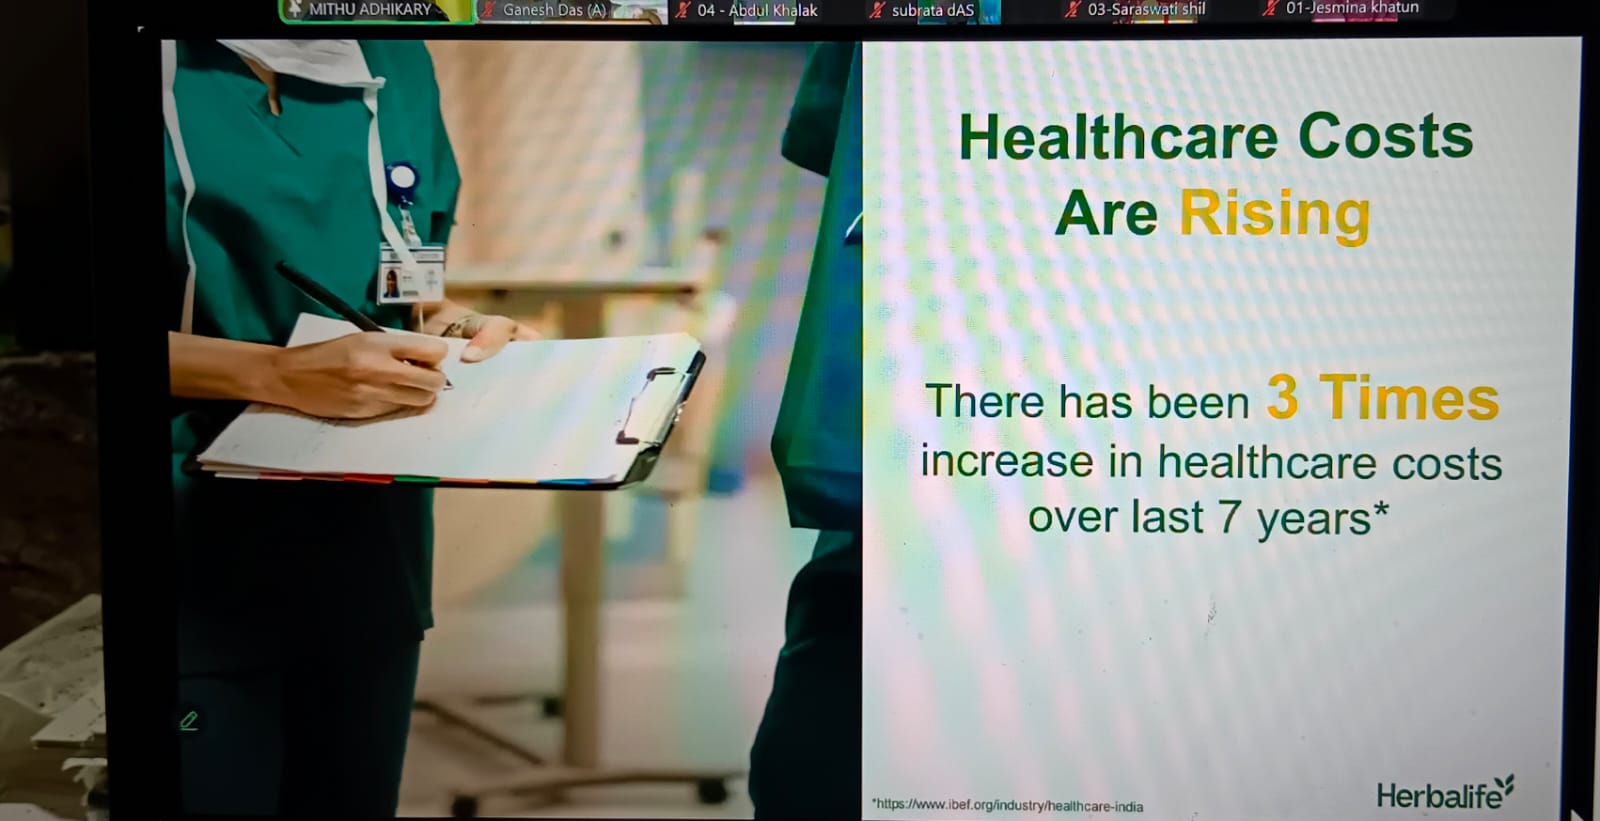 MITHU ADHIKARY
Ganesh Das (A)
04 - Abdul Khalak
subrata dAS
03-Saraswati shil
01-Jesmina khatun
Healthcare Costs
Are Rising
There has been 3 Times
increase in healthcare costs
over last 7 years*
*https://www.ibef.org/industry/healthcare-india
Herbalife